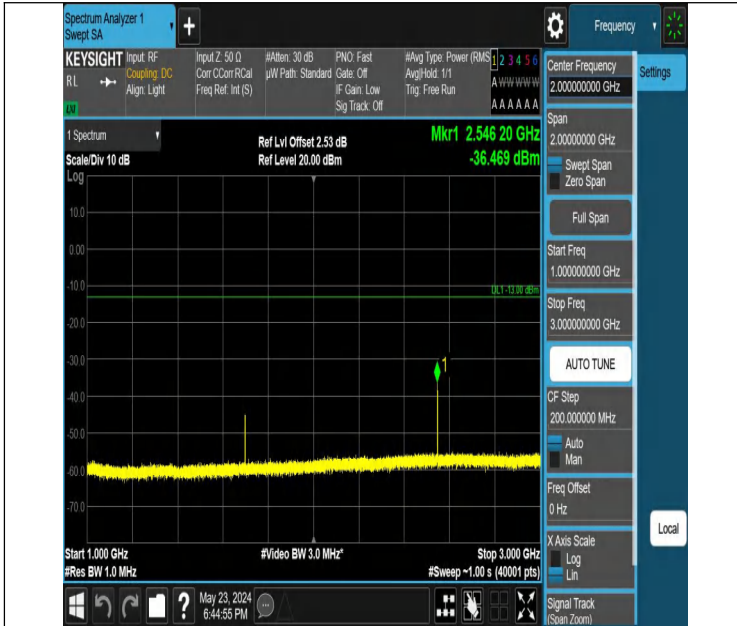 Spectrum Analyzer 1
Swept SA
+
Frequency
KEYSIGHT
RL
Input: RF
Coupling: DC
Align: Light
Input Z: 50 Ω
Corr CCorr RCal
Freq Ref: Int (S)
#Atten: 30 dB
µW Path: Standard
PNO: Fast
Gate: Off
IF Gain: Low
Sig Track: Off
#Avg Type: Power (RMS
Avg|Hold: 1/1
Trig: Free Run
1 2 3 4 5 6
A W W W W W
A A A A A A
Center Frequency
2.000000000 GHz
Settings
Span
2.00000000 GHz
Swept Span
Zero Span
Full Span
Start Freq
1.000000000 GHz
Stop Freq
3.000000000 GHz
AUTO TUNE
CF Step
200.000000 MHz
Auto
Man
Freq Offset
0 Hz
X Axis Scale
Log
Lin
Signal Track
(Span Zoom)
Local
1 Spectrum
Scale/Div 10 dB
Ref Lvl Offset 2.53 dB
Ref Level 20.00 dBm
Mkr1 2.546 20 GHz
-36.469 dBm
Log
10.0
0.00
-10.0
DL1 -13.00 dBm
-20.0
-30.0
1
-40.0
-50.0
-60.0
-70.0
Start 1.000 GHz
#Video BW 3.0 MHz*
Stop 3.000 GHz
#Res BW 1.0 MHz
#Sweep ~1.00 s (40001 pts)
?
May 23, 2024
6:44:55 PM